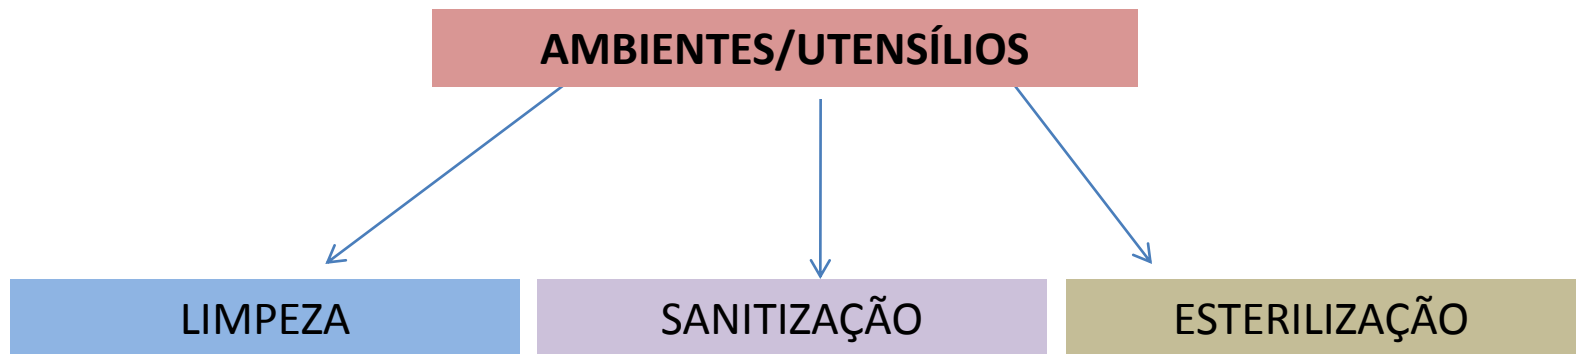 AMBIENTES/UTENSÍLIOS
LIMPEZA
SANITIZAÇÃO
ESTERILIZAÇÃO